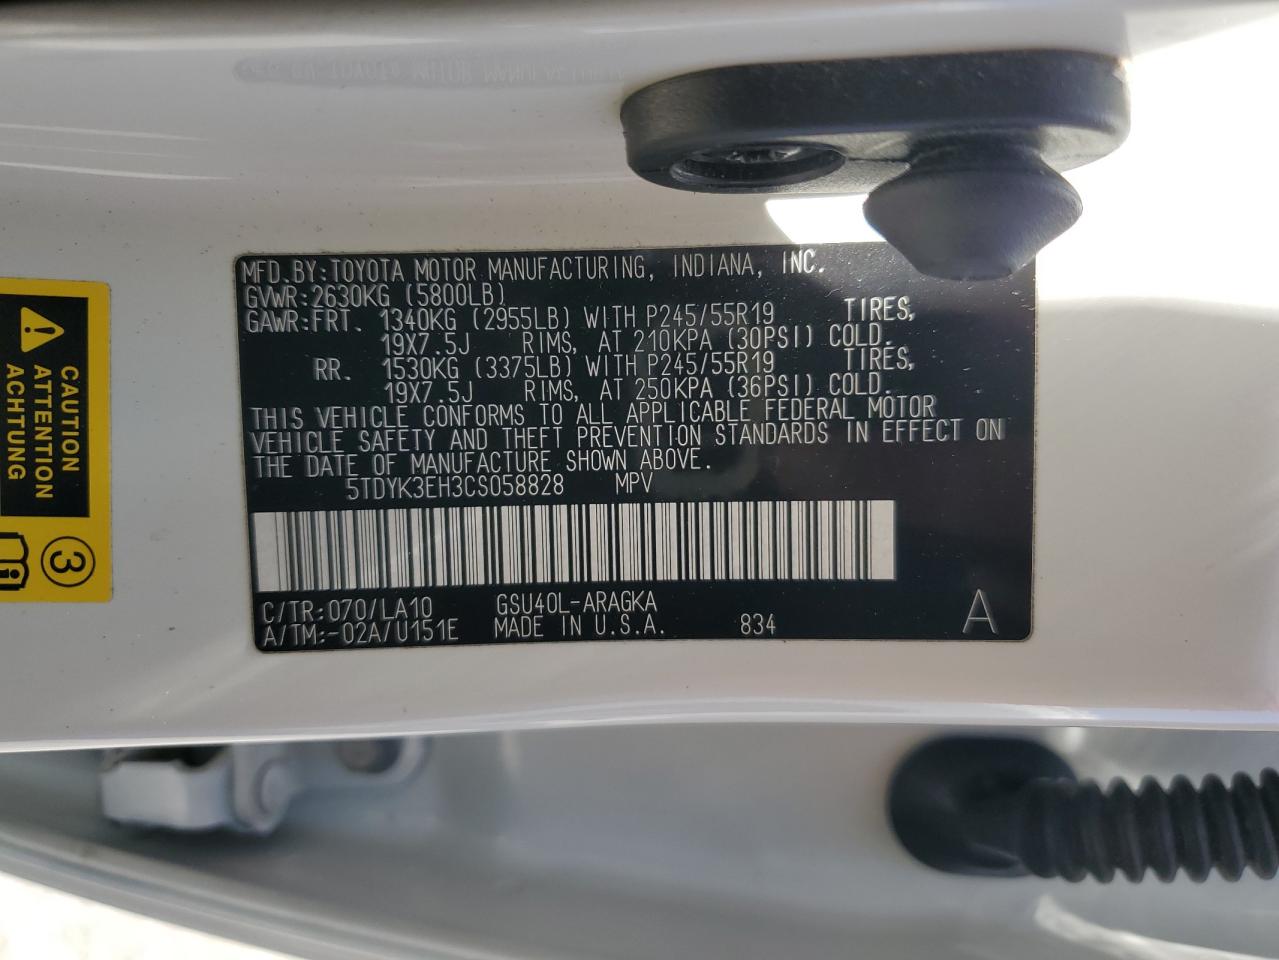 MFD.BY:TOYOTA MOTOR MANUFACTURING, INDIANA, INC.
GVWR:2630KG (5800LB)
GAWR:FRT. 1340KG (2955LB) WITH P245/55R19 TIRES,
19X7.5J RIMS, AT 210KPA (30PSI) COLD.
RR. 1530KG (3375LB) WITH P245/55R19 TIRES,
19X7.5J RIMS, AT 250KPA (36PSI) COLD.
THIS VEHICLE CONFORMS TO ALL APPLICABLE FEDERAL MOTOR
VEHICLE SAFETY AND THEFT PREVENTION STANDARDS IN EFFECT ON
THE DATE OF MANUFACTURE SHOWN ABOVE.
5TDYK3EH3CS058828 MPV
C/TR:070/LA10 GSU40L-ARAGKA
A/TM:-02A/U151E MADE IN U.S.A. 834 A
CAUTION
ATTENTION
ACHTUNG
3